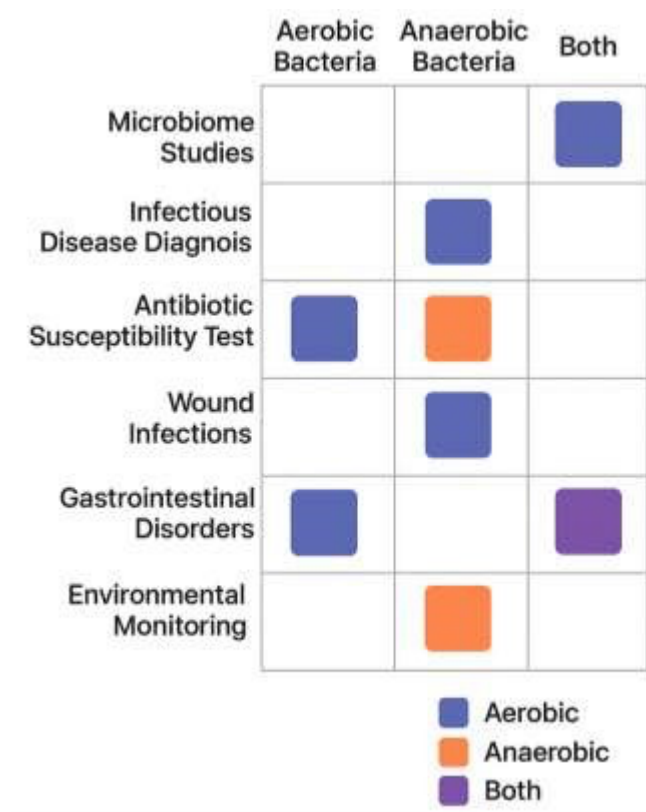 Aerobic Bacteria
Anaerobic Bacteria
Both
Microbiome
Studies
Infectious
Disease Diagnois
Antibiotic
Susceptibility Test
Wound
Infections
Gastrointestinal
Disorders
Environmental
Monitoring
Aerobic
Anaerobic
Both